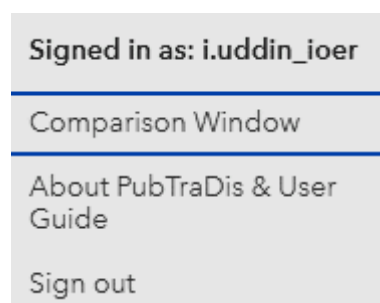 Signed in as: i.uddin_ioer
Comparison Window
About PubTraDis & User
Guide
Sign out